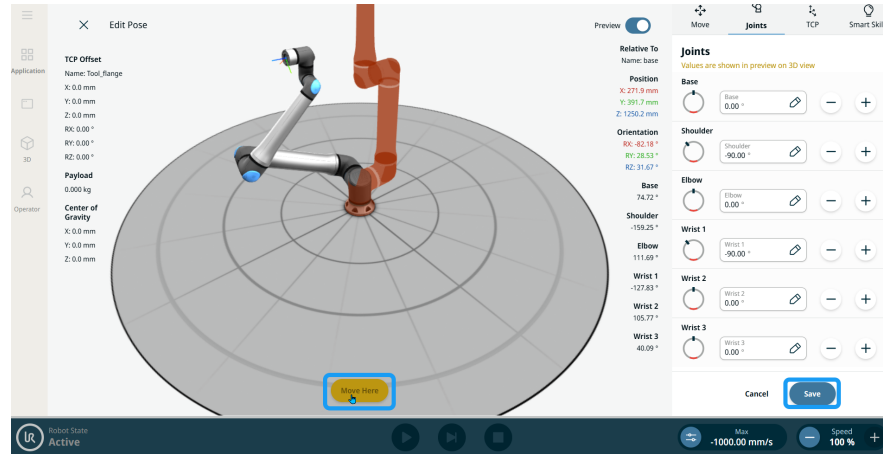 Edit Pose
Preview
TCP Offset
Name: Tool_flange
X: 0.0 mm
Y: 0.0 mm
Z: 0.0 mm
RX: 0.00 °
RY: 0.00 °
RZ: 0.00 °
Payload
0.000 kg
Center of
Gravity
X: 0.0 mm
Y: 0.0 mm
Z: 0.0 mm
Application
3D
Operator
Relative To
Name: base
Position
X: 271.9 mm
Y: 391.7 mm
Z: 1250.2 mm
Orientation
RX: -82.18 °
RY: 28.53 °
RZ: 31.67 °
Base
74.72 °
Shoulder
-159.25 °
Elbow
111.69 °
Wrist 1
-127.83 °
Wrist 2
105.77 °
Wrist 3
40.09 °
Move Here
Move
Joints
TCP
Smart Skil
Joints
Values are shown in preview on 3D view
Base
Base
0.00 °
Shoulder
Shoulder
-90.00 °
Elbow
Elbow
0.00 °
Wrist 1
Wrist 1
-90.00 °
Wrist 2
Wrist 2
0.00 °
Wrist 3
Wrist 3
0.00 °
Cancel
Save
UR
Robot State
Active
Max
-1000.00 mm/s
Speed
100 %